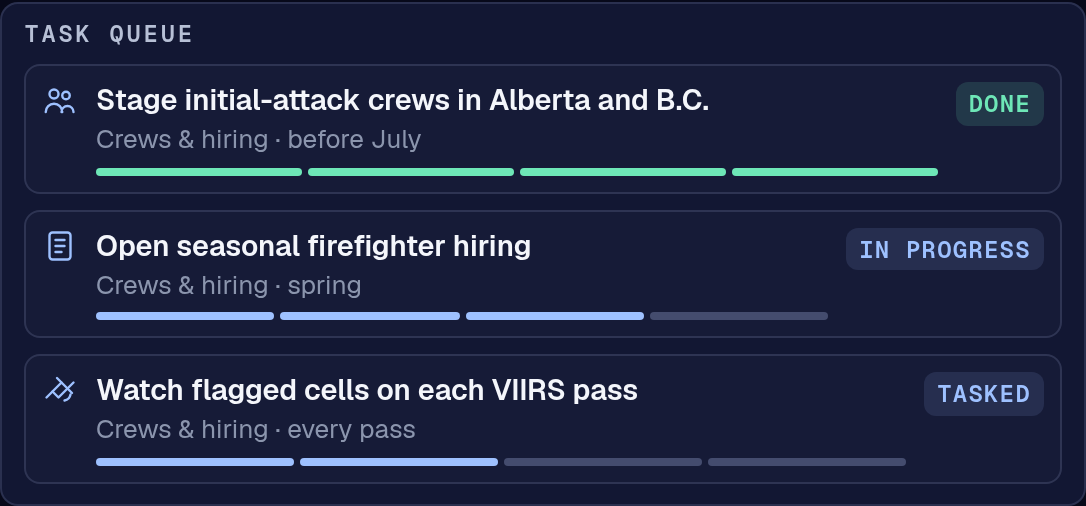 TASK QUEUE
Stage initial-attack crews in Alberta and B.C.
DONE
Crews & hiring · before July
Open seasonal firefighter hiring
IN PROGRESS
Crews & hiring · spring
Watch flagged cells on each VIIRS pass
TASKED
Crews & hiring · every pass